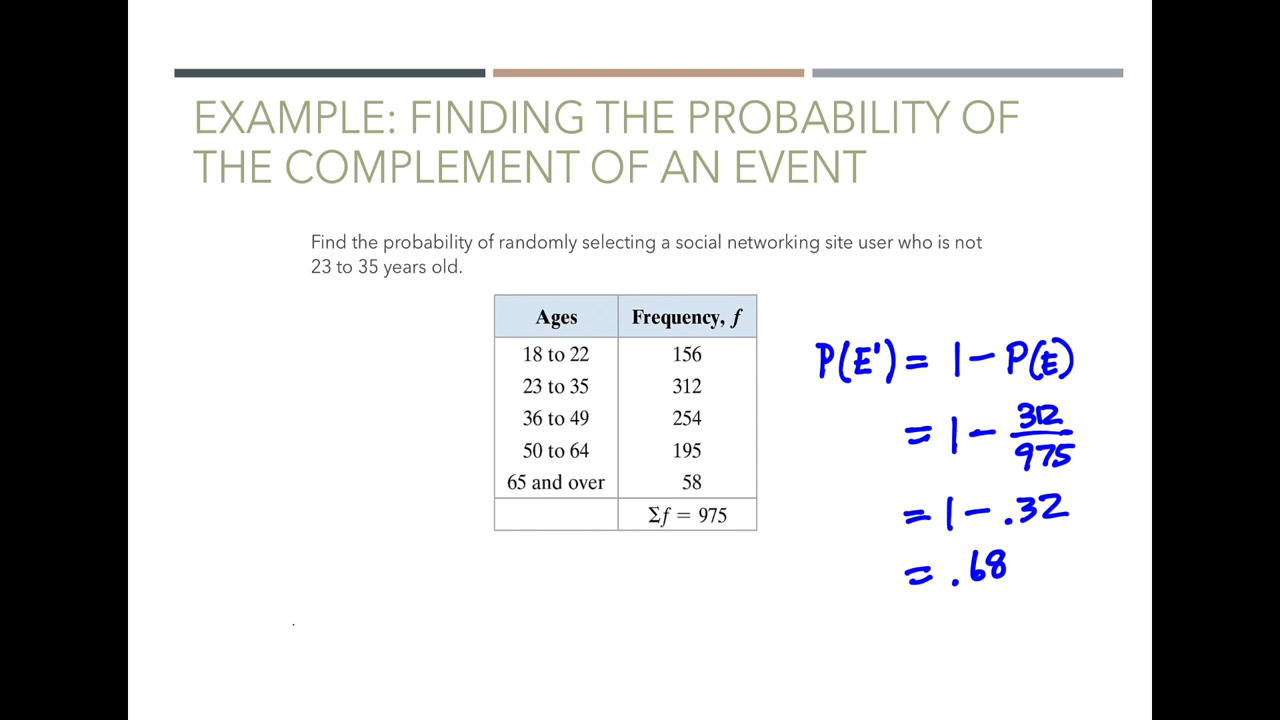 EXAMPLE: FINDING THE PROBABILITY OF
THE COMPLEMENT OF AN EVENT
Find the probability of randomly selecting a social networking site user who is not
23 to 35 years old.
Ages Frequency, f
18 to 22 156
23 to 35 312
36 to 49 254
50 to 64 195
65 and over 58
Σf = 975
P(E') = 1 - P(E)
= 1 - 312/975
= 1 - .32
= .68